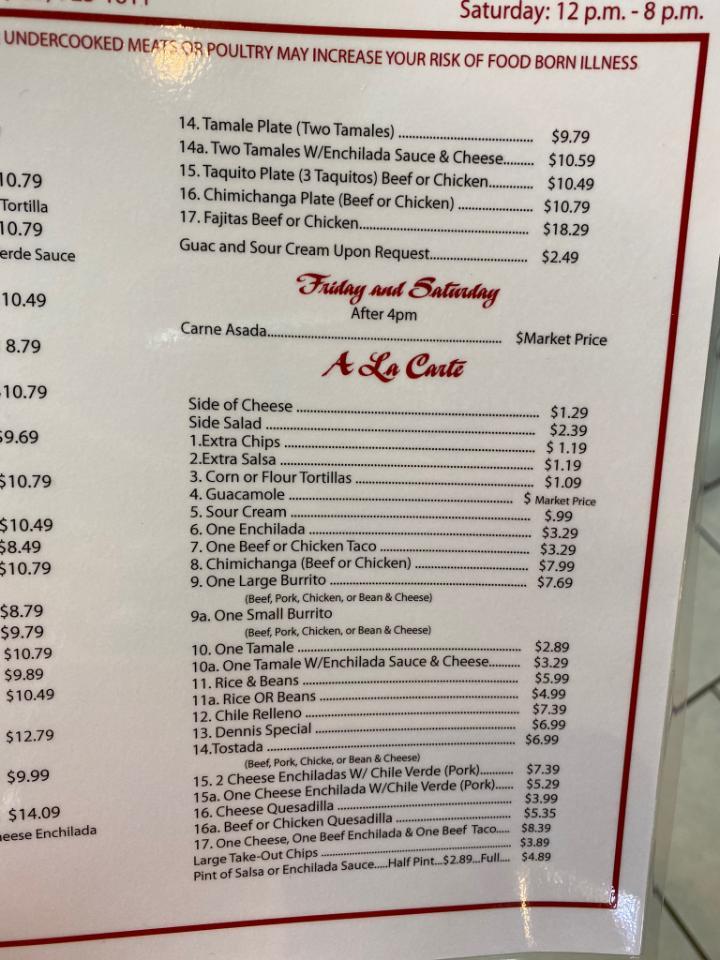 Saturday: 12 p.m. - 8 p.m.
UNDERCOOKED MEATS OR POULTRY MAY INCREASE YOUR RISK OF FOOD BORN ILLNESS
10.79
Tortilla
10.79
erde Sauce
10.49
8.79
10.79
$9.69
$10.79
$10.49
$8.49
$10.79
$8.79
$9.79
$10.79
$9.89
$10.49
$12.79
$9.99
$14.09
heese Enchilada
14. Tamale Plate (Two Tamales) ........ $9.79
14a. Two Tamales W/Enchilada Sauce & Cheese........ $10.59
15. Taquito Plate (3 Taquitos) Beef or Chicken........ $10.49
16. Chimichanga Plate (Beef or Chicken) ........ $10.79
17. Fajitas Beef or Chicken........ $18.29
Guac and Sour Cream Upon Request........ $2.49
Friday and Saturday
After 4pm
Carne Asada........ $Market Price
A La Carte
Side of Cheese ........ $1.29
Side Salad ........ $2.39
1.Extra Chips ........ $ 1.19
2.Extra Salsa ........ $1.19
3. Corn or Flour Tortillas ........ $1.09
4. Guacamole ........ $ Market Price
5. Sour Cream ........ $.99
6. One Enchilada ........ $3.29
7. One Beef or Chicken Taco ........ $3.29
8. Chimichanga (Beef or Chicken) ........ $7.99
9. One Large Burrito ........ $7.69
(Beef, Pork, Chicken, or Bean & Cheese)
9a. One Small Burrito
(Beef, Pork, Chicken, or Bean & Cheese)
10. One Tamale ........ $2.89
10a. One Tamale W/Enchilada Sauce & Cheese........ $3.29
11. Rice & Beans ........ $5.99
11a. Rice OR Beans ........ $4.99
12. Chile Relleno ........ $7.39
13. Dennis Special ........ $6.99
14.Tostada ........ $6.99
(Beef, Pork, Chicke, or Bean & Cheese)
15. 2 Cheese Enchiladas W/ Chile Verde (Pork)........ $7.39
15a. One Cheese Enchilada W/Chile Verde (Pork)..... $5.29
16. Cheese Quesadilla ........ $3.99
16a. Beef or Chicken Quesadilla ........ $5.35
17. One Cheese, One Beef Enchilada & One Beef Taco..... $8.39
Large Take-Out Chips ........ $3.89
Pint of Salsa or Enchilada Sauce.....Half Pint...$2.89...Full.... $4.89